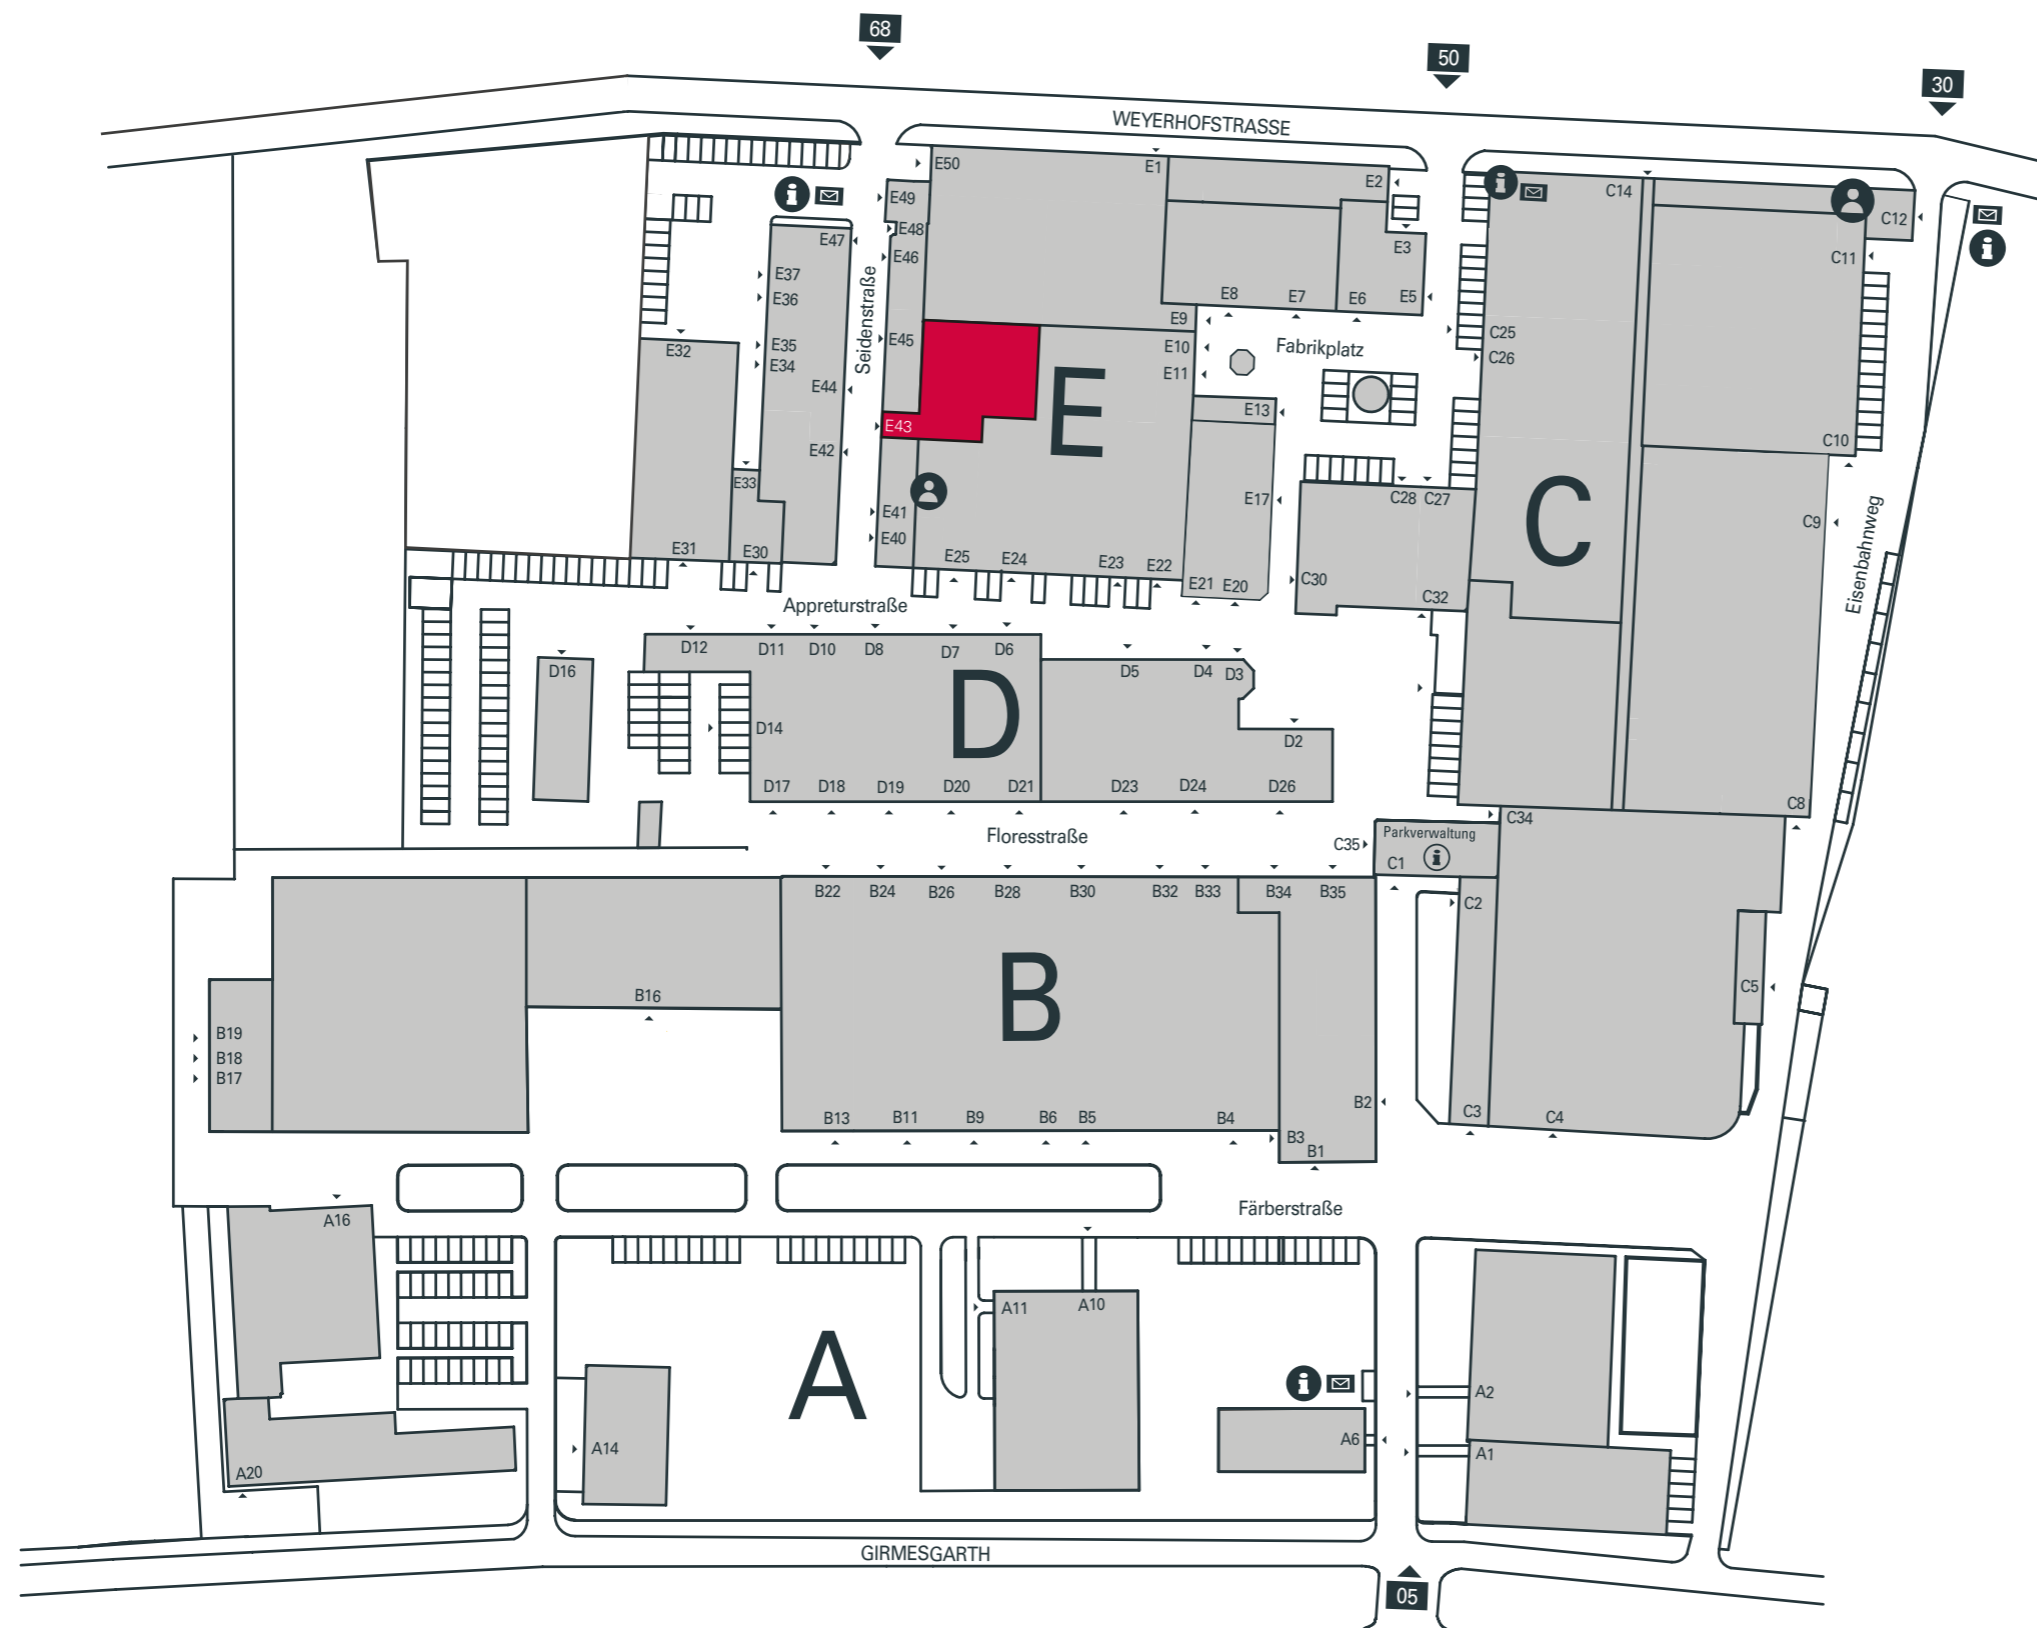 68
50
30
WEYERHOFSTRASSE
E50
E1
E2
C14
E49
C12
E48
E47
E3
E46
C11
E37
E36
E8
E7
E6
E5
Seidenstraße
E9
C25
E45
E35
E10
Fabrikplatz
C26
E32
E34
E11
E44
E
E13
E43
C10
E42
E33
E17
C28
C27
C
E41
C9
E40
Eisenbahnweg
E31
E30
E25
E24
E23
E22
E21
E20
C30
C32
Appreturstraße
D12
D11
D10
D8
D7
D6
D16
D5
D4
D3
D
D14
D2
D17
D18
D19
D20
D21
D23
D24
D26
C8
C34
Floresstraße
Parkverwaltung
C35
C1
B22
B24
B26
B28
B30
B32
B33
B34
B35
C2
B
B16
C5
B19
B18
B17
B2
B13
B11
B9
B6
B5
B4
C3
C4
B3
B1
Färberstraße
A16
A11
A10
A
A2
A14
A6
A1
A20
GIRMESGARTH
05